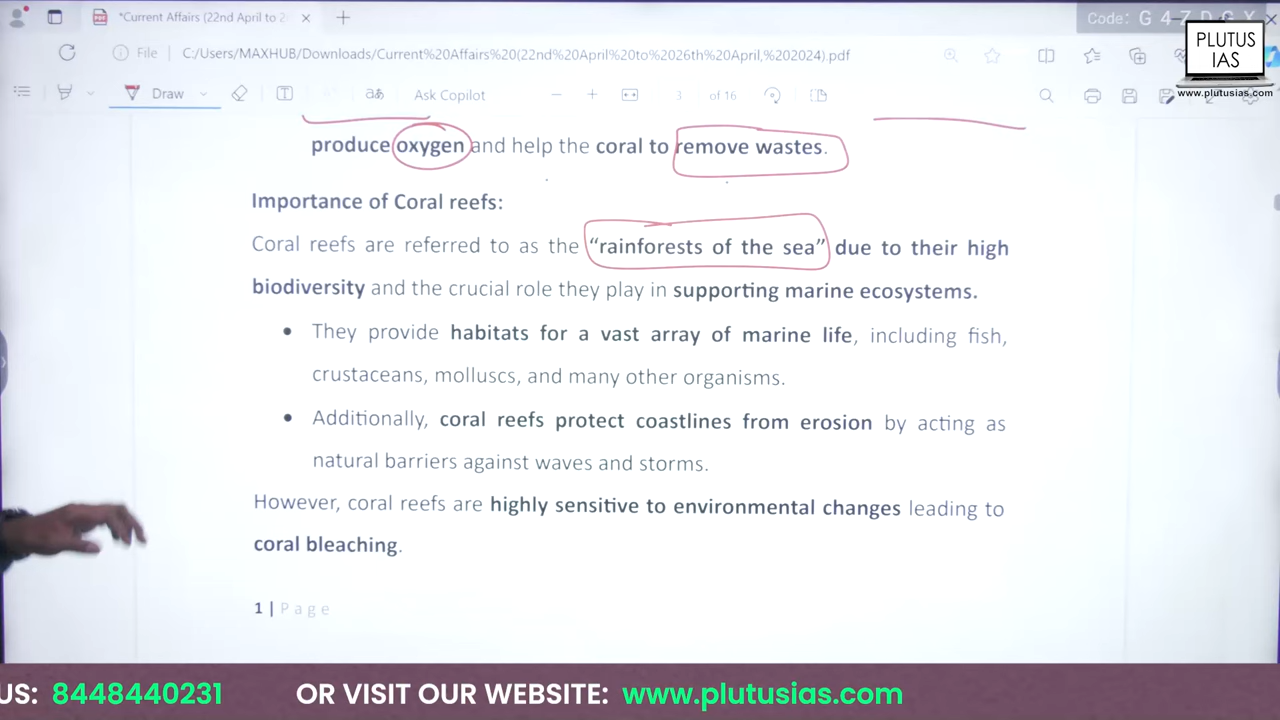 *Current Affairs (22nd April to 2
Code: G 4 Z D G X
PLUTUS
IAS
www.plutusias.com
File
C:/Users/MAXHUB/Downloads/Current%20Affairs%20(22nd%20April%20to%2026th%20April,%202024).pdf
Draw
aあ
Ask Copilot
3 of 16
produce oxygen and help the coral to remove wastes.
Importance of Coral reefs:
Coral reefs are referred to as the “rainforests of the sea” due to their high
biodiversity and the crucial role they play in supporting marine ecosystems.
• They provide habitats for a vast array of marine life, including fish,
crustaceans, molluscs, and many other organisms.
• Additionally, coral reefs protect coastlines from erosion by acting as
natural barriers against waves and storms.
However, coral reefs are highly sensitive to environmental changes leading to
coral bleaching.
1 | Page
US: 8448440231 OR VISIT OUR WEBSITE: www.plutusias.com